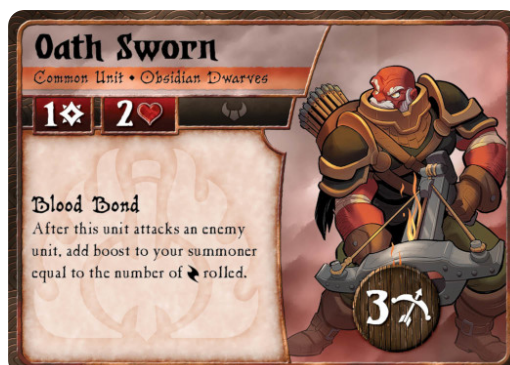 Oath Sworn
Common Unit • Obsidian Dwarves
1 2
Blood Bond
After this unit attacks an enemy
unit, add boost to your summoner
equal to the number of rolled.
3